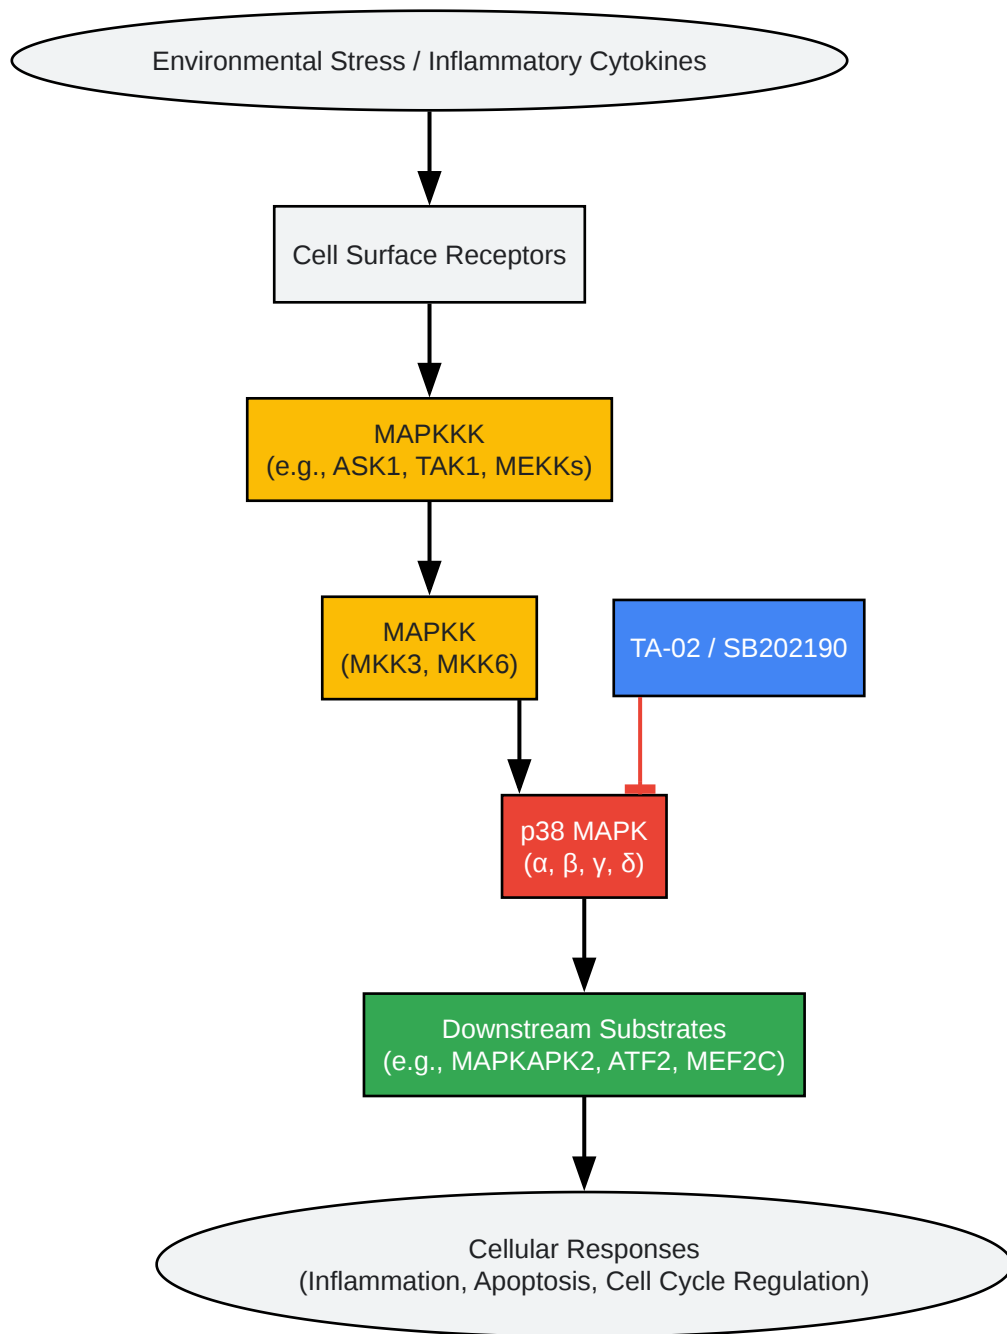 Environmental Stress / Inflammatory Cytokines
Cell Surface Receptors
MAPKKK
(e.g., ASK1, TAK1, MEKKs)
MAPKK
(MKK3, MKK6)
TA-02 / SB202190
p38 MAPK
(α, β, γ, δ)
Downstream Substrates
(e.g., MAPKAPK2, ATF2, MEF2C)
Cellular Responses
(Inflammation, Apoptosis, Cell Cycle Regulation)